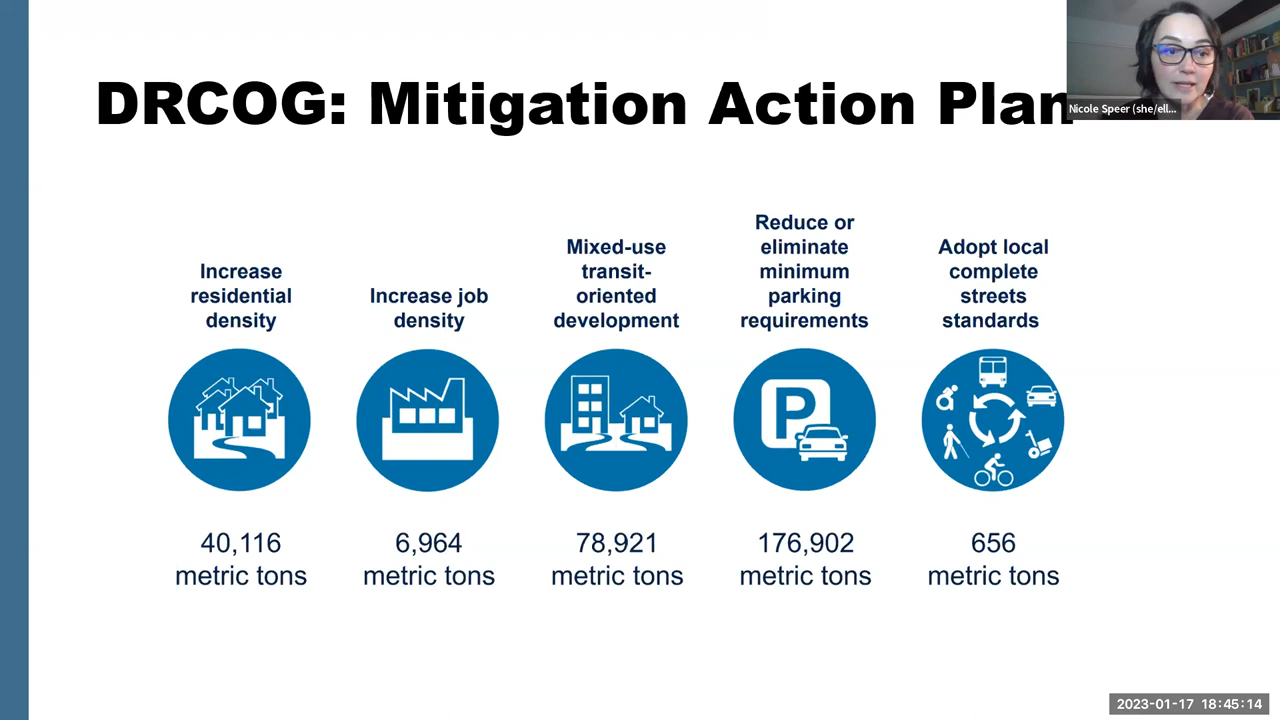 DRCOG: Mitigation Action Plan
Nicole Speer (she/ell...
Increase
residential
density
Increase job
density
Mixed-use
transit-
oriented
development
Reduce or
eliminate
minimum
parking
requirements
Adopt local
complete
streets
standards
P
40,116
metric tons
6,964
metric tons
78,921
metric tons
176,902
metric tons
656
metric tons
2023-01-17 18:45:14